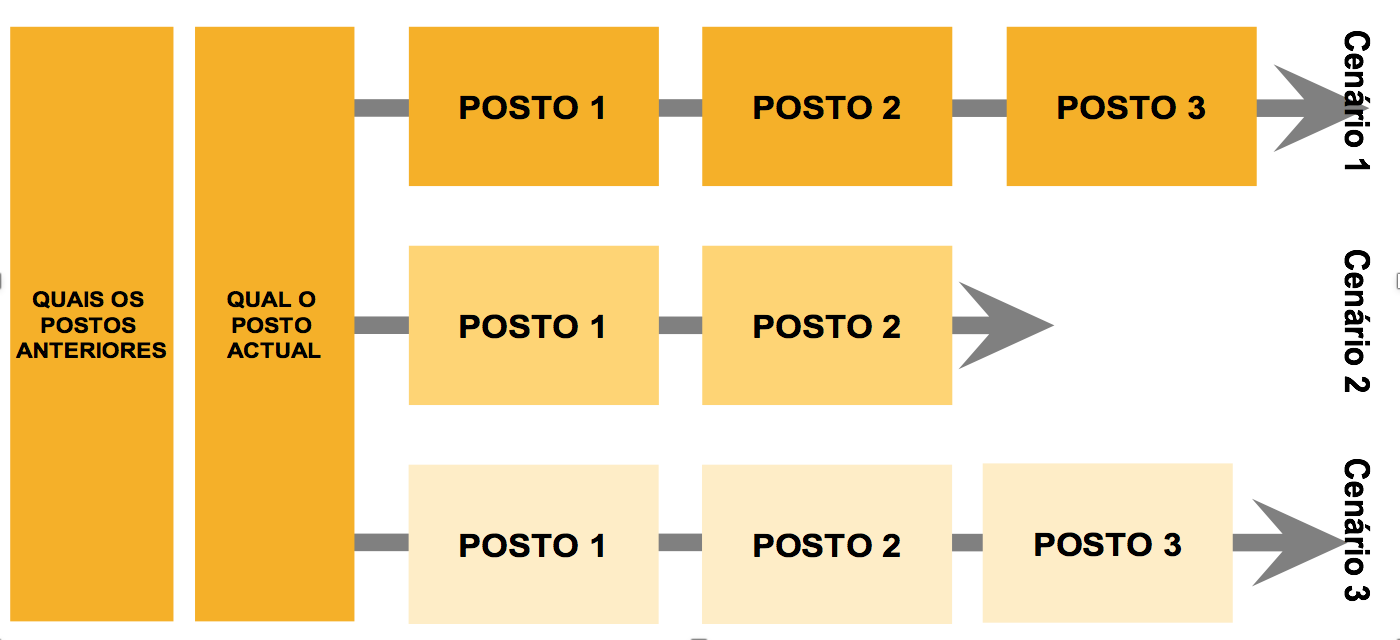 QUAIS OS
POSTOS
ANTERIORES
QUAL O
POSTO
ACTUAL
POSTO 1
POSTO 2
POSTO 3
Cenário 1
POSTO 1
POSTO 2
Cenário 2
POSTO 1
POSTO 2
POSTO 3
Cenário 3